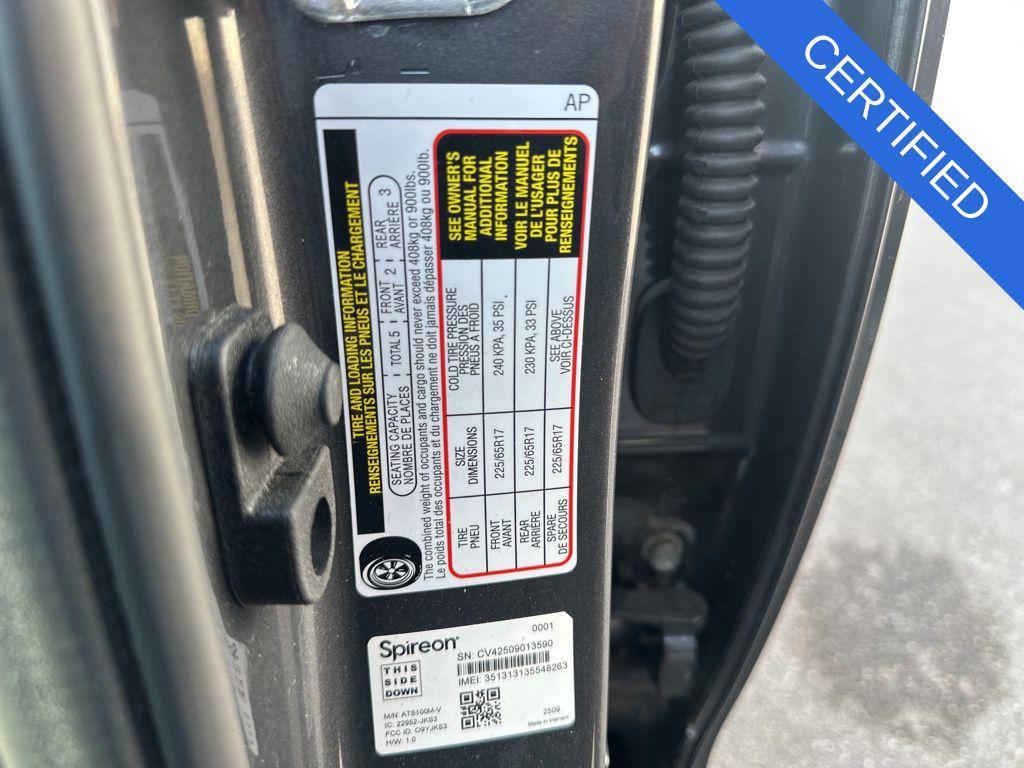 CERTIFIED
AP
TIRE AND LOADING INFORMATION
RENSEIGNEMENTS SUR LES PNEUS ET LE CHARGEMENT
SEATING CAPACITY | TOTAL 5 | FRONT 2 | REAR 3
NOMBRE DE PLACES AVANT ARRIÈRE
The combined weight of occupants and cargo should never exceed 408kg or 900lbs.
Le poids total des occupants et du chargement ne doit jamais dépasser 408kg ou 900lb.
TIRE SIZE COLD TIRE PRESSURE
PNEU DIMENSIONS PRESSION DES
PNEUS A FROID
FRONT 225/65R17 240 KPA, 35 PSI
AVANT
REAR 225/65R17 230 KPA, 33 PSI
ARRIÈRE
SPARE 225/65R17 SEE ABOVE
DE SECOURS VOIR CI-DESSUS
SEE OWNER'S
MANUAL FOR
ADDITIONAL
INFORMATION
VOIR LE MANUEL
DE L'USAGER
POUR PLUS DE
RENSEIGNEMENTS
Spireon
0001
SN: CV42509013590
IMEI: 351313135548263
THIS
SIDE
DOWN
M/N: ATS100M-V
IC: 22952-JKS3
FCC ID: O9YJKS3
H/W: 1.0
2509
Made in Vietnam